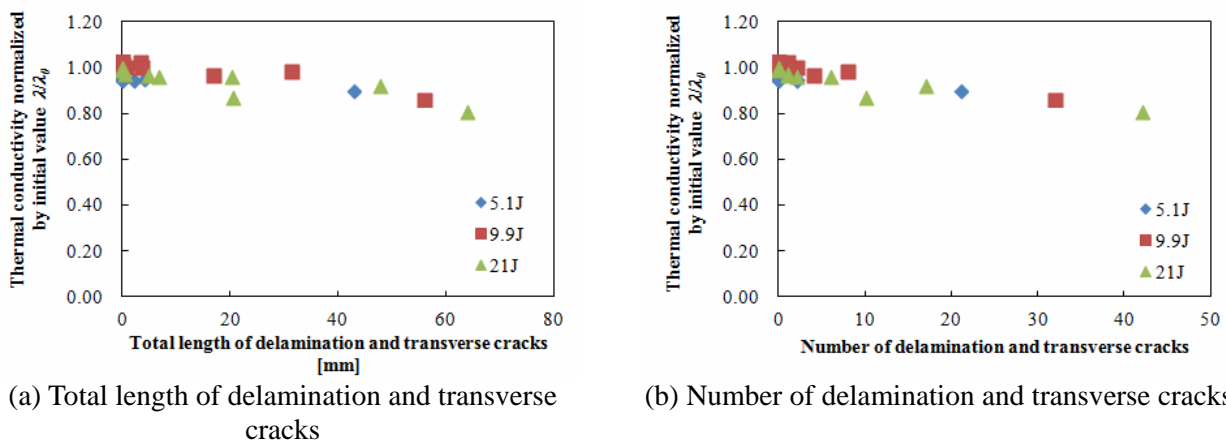 Thermal conductivity normalized
by initial value λ/λ0
1.20
1.00
0.80
0.60
0.40
0.20
0.00
0
20
40
60
80
5.1J
9.9J
21J
Total length of delamination and transverse cracks
[mm]
(a) Total length of delamination and transverse
cracks
Thermal conductivity normalized
by initial value λ/λ0
1.20
1.00
0.80
0.60
0.40
0.20
0.00
0
10
20
30
40
50
5.1J
9.9J
21J
Number of delamination and transverse cracks
(b) Number of delamination and transverse cracks